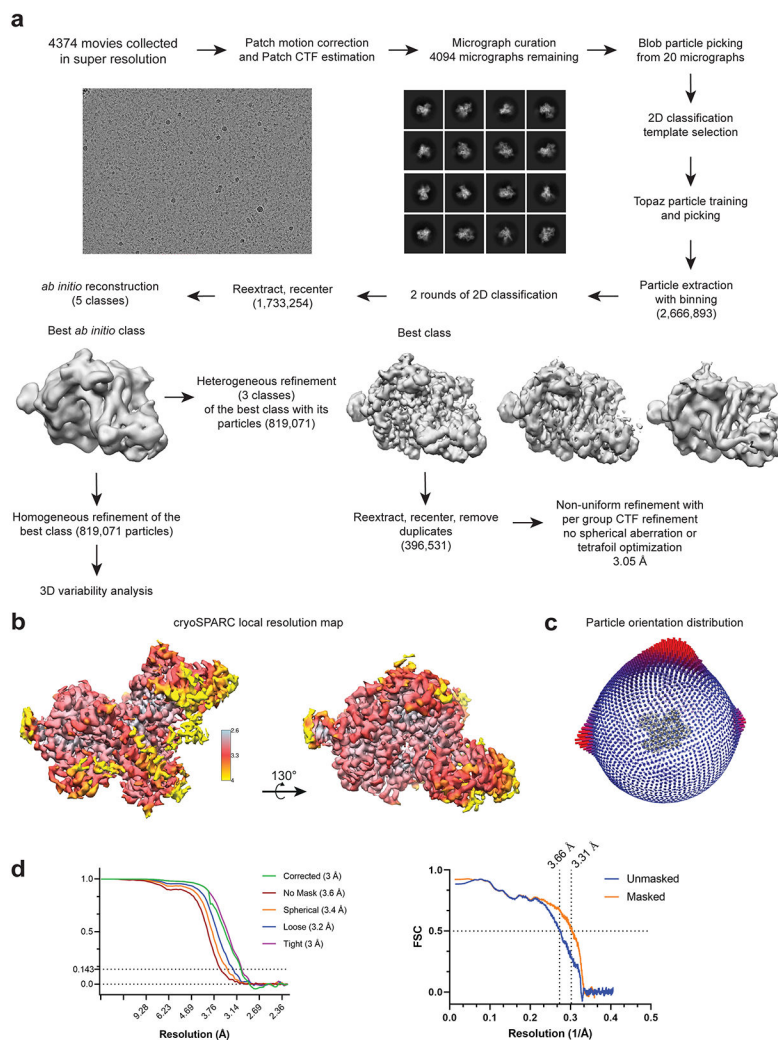 a
4374 movies collected
in super resolution
Patch motion correction
and Patch CTF estimation
Micrograph curation
4094 micrographs remaining
Blob particle picking
from 20 micrographs
2D classification
template selection
Topaz particle training
and picking
Particle extraction
with binning
(2,666,893)
2 rounds of 2D classification
Reextract, recenter
(1,733,254)
ab initio reconstruction
(5 classes)
Best ab initio class
Heterogeneous refinement
(3 classes)
of the best class with its
particles (819,071)
Best class
Homogeneous refinement of the
best class (819,071 particles)
3D variability analysis
Reextract, recenter, remove
duplicates
(396,531)
Non-uniform refinement with
per group CTF refinement
no spherical aberration or
tetrafoil optimization
3.05 Å
b
cryoSPARC local resolution map
2.6
3.3
4
130°
c
Particle orientation distribution
d
1.0
0.5
0.143
0.0
9.28
6.23
4.69
3.76
3.14
2.69
2.36
Resolution (Å)
Corrected (3 Å)
No Mask (3.6 Å)
Spherical (3.4 Å)
Loose (3.2 Å)
Tight (3 Å)
3.66 Å
3.31 Å
Unmasked
Masked
FSC
1.0
0.5
0.0
0.0
0.1
0.2
0.3
0.4
0.5
Resolution (1/Å)